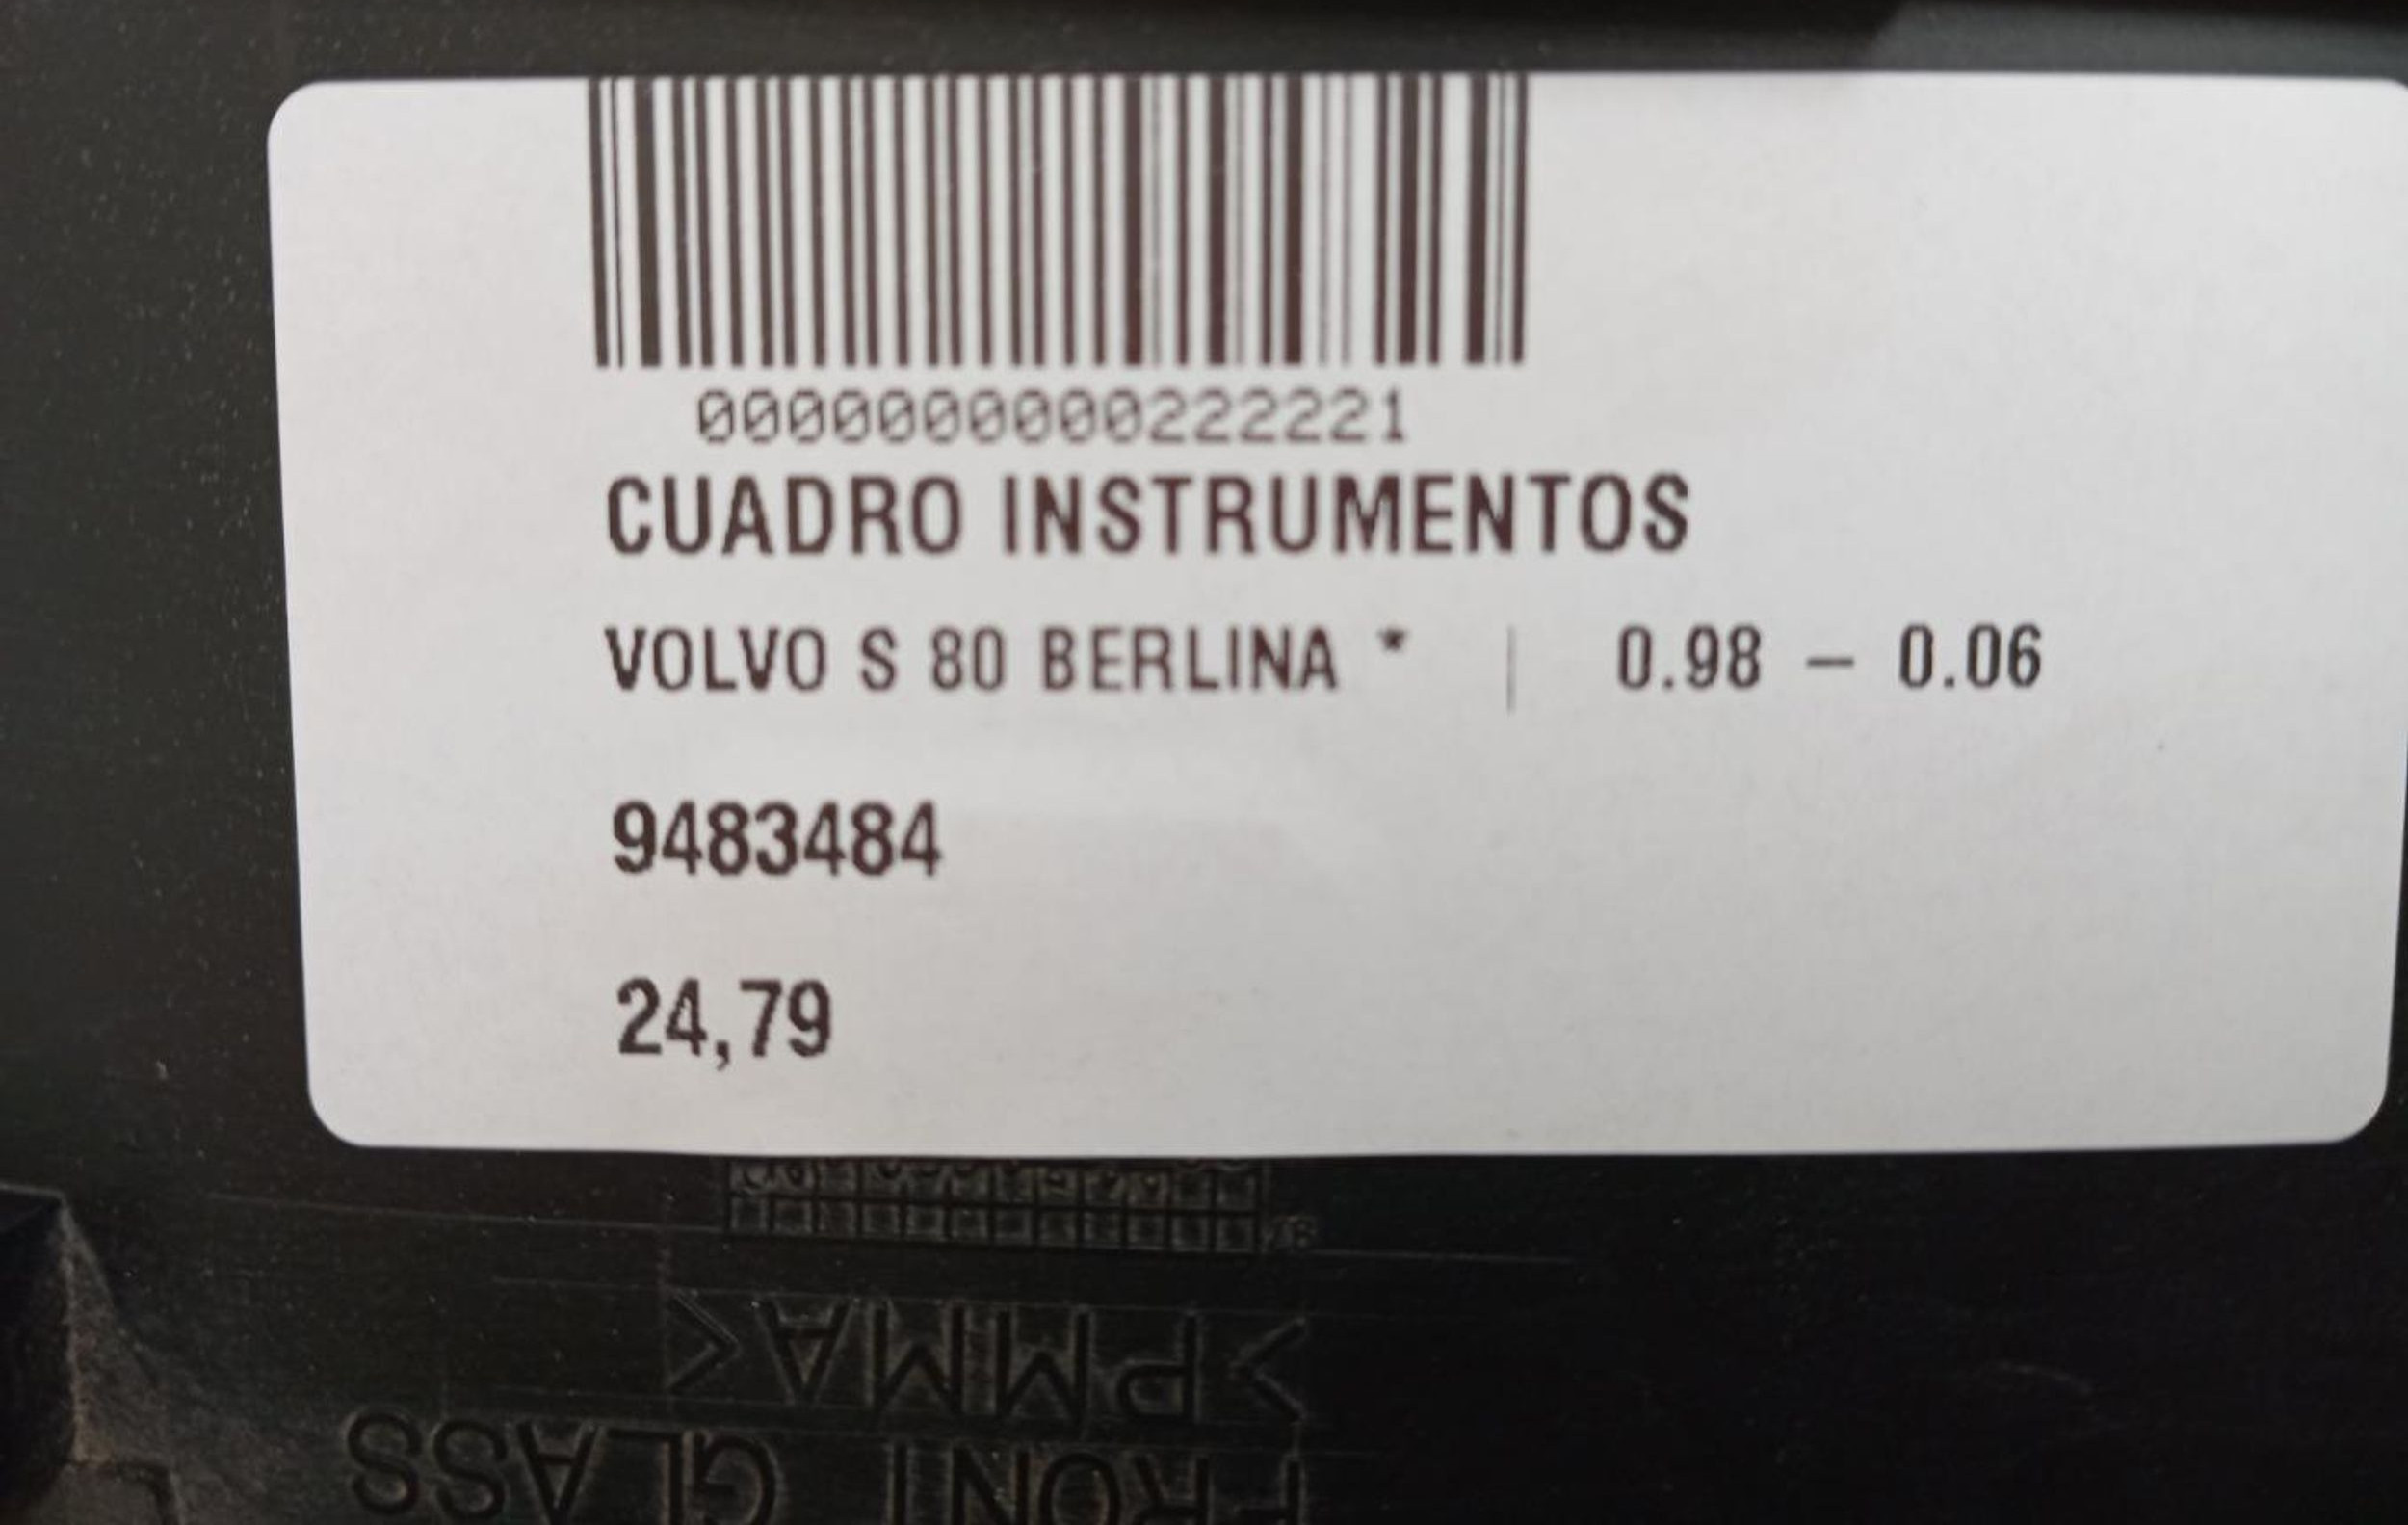 0000000000222221
CUADRO INSTRUMENTOS
VOLVO S 80 BERLINA * | 0.98 – 0.06
9483484
24,79
>PMMA<
FRONT GLASS